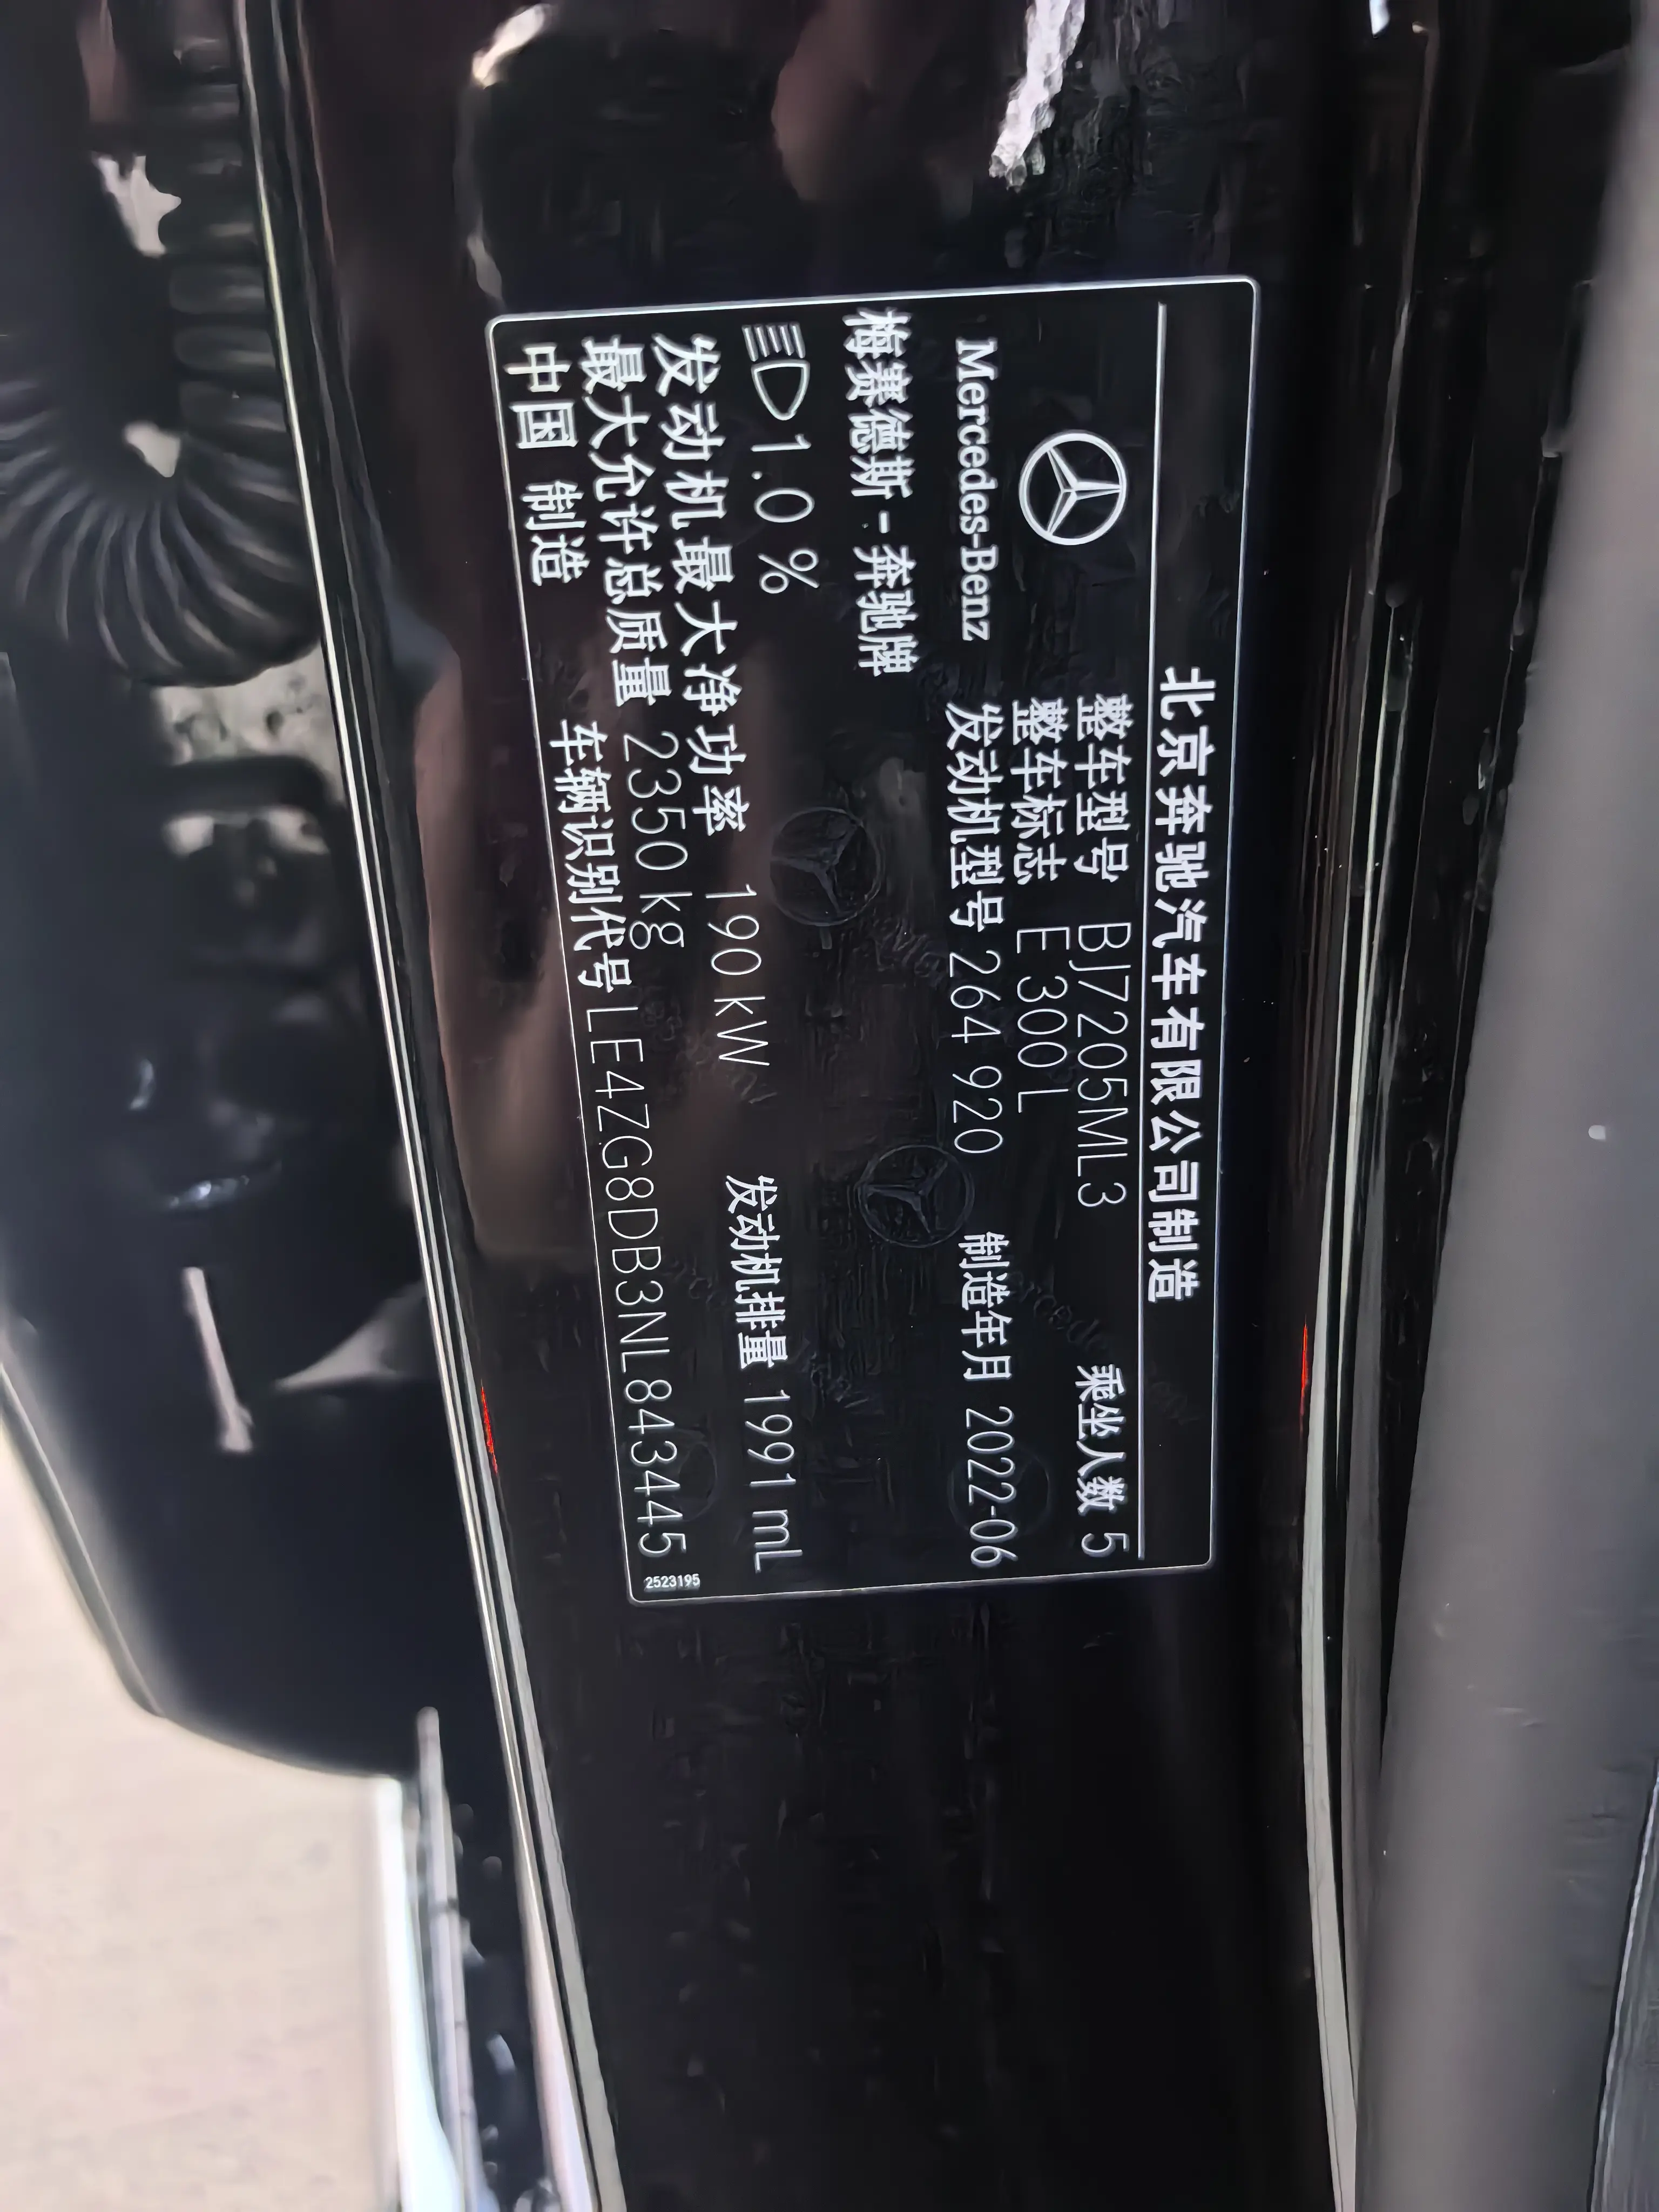 北京奔驰汽车有限公司制造
整车型号 BJ7205ML3 乘坐人数 5
整车标志 E 300 L
Mercedes-Benz 发动机型号 264 920 制造年月 2022-06
梅赛德斯-奔驰牌
1.0 %
发动机最大净功率 190 kW 发动机排量 1991 mL
最大允许总质量 2350 kg
中国 制造 车辆识别代号 LE4ZG8DB3NL843445
2523195